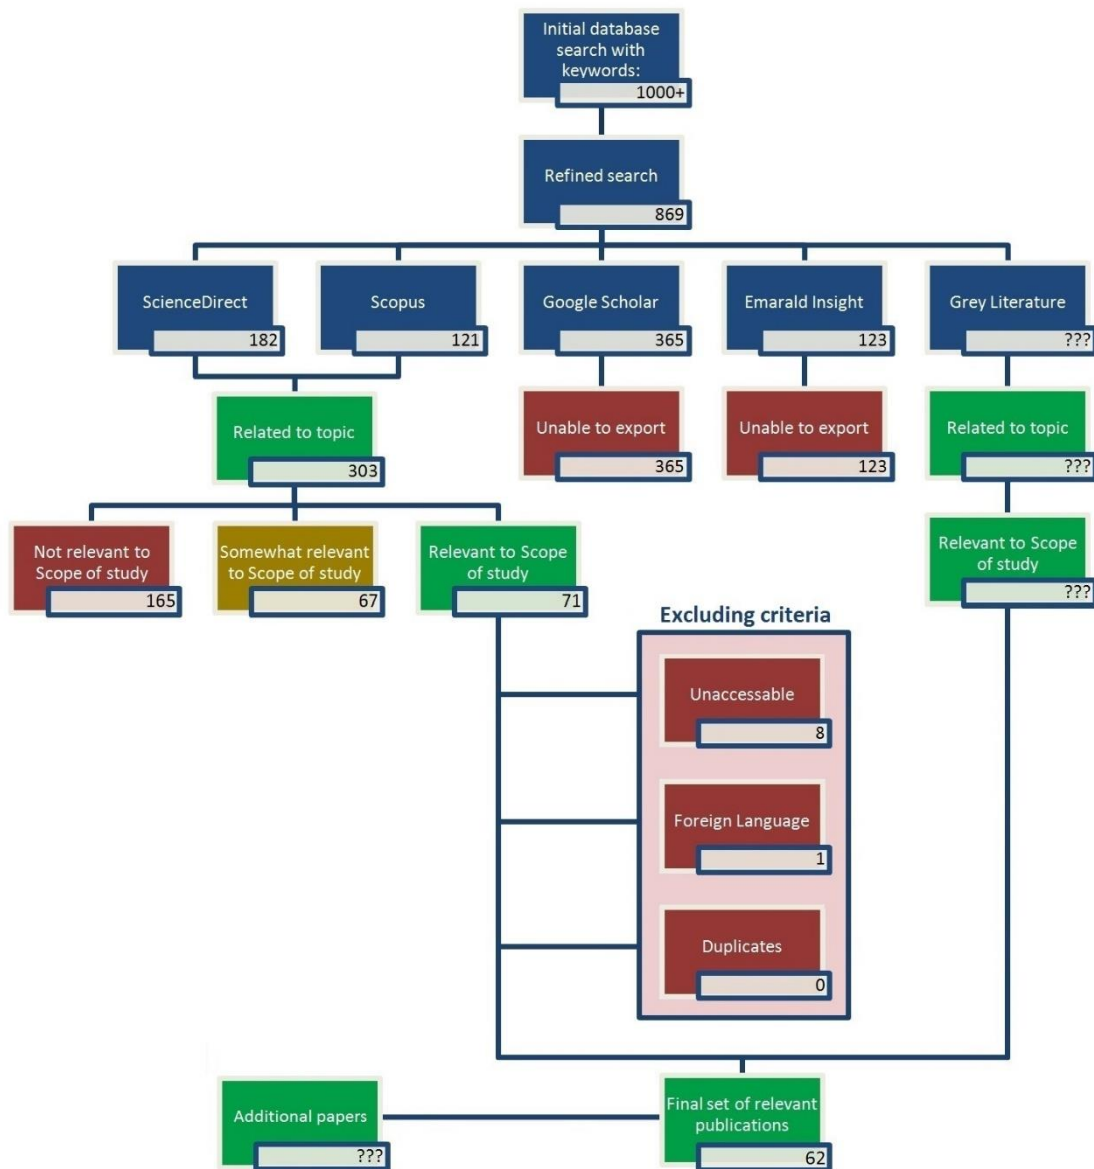 Initial database
search with
keywords:
1000+
Refined search
869
ScienceDirect
182
Scopus
121
Google Scholar
365
Emarald Insight
123
Grey Literature
???
Related to topic
303
Unable to export
365
Unable to export
123
Related to topic
???
Not relevant to
Scope of study
165
Somewhat relevant
to Scope of study
67
Relevant to Scope
of study
71
Relevant to Scope
of study
???
Excluding criteria
Unaccessable
8
Foreign Language
1
Duplicates
0
Additional papers
???
Final set of relevant
publications
62